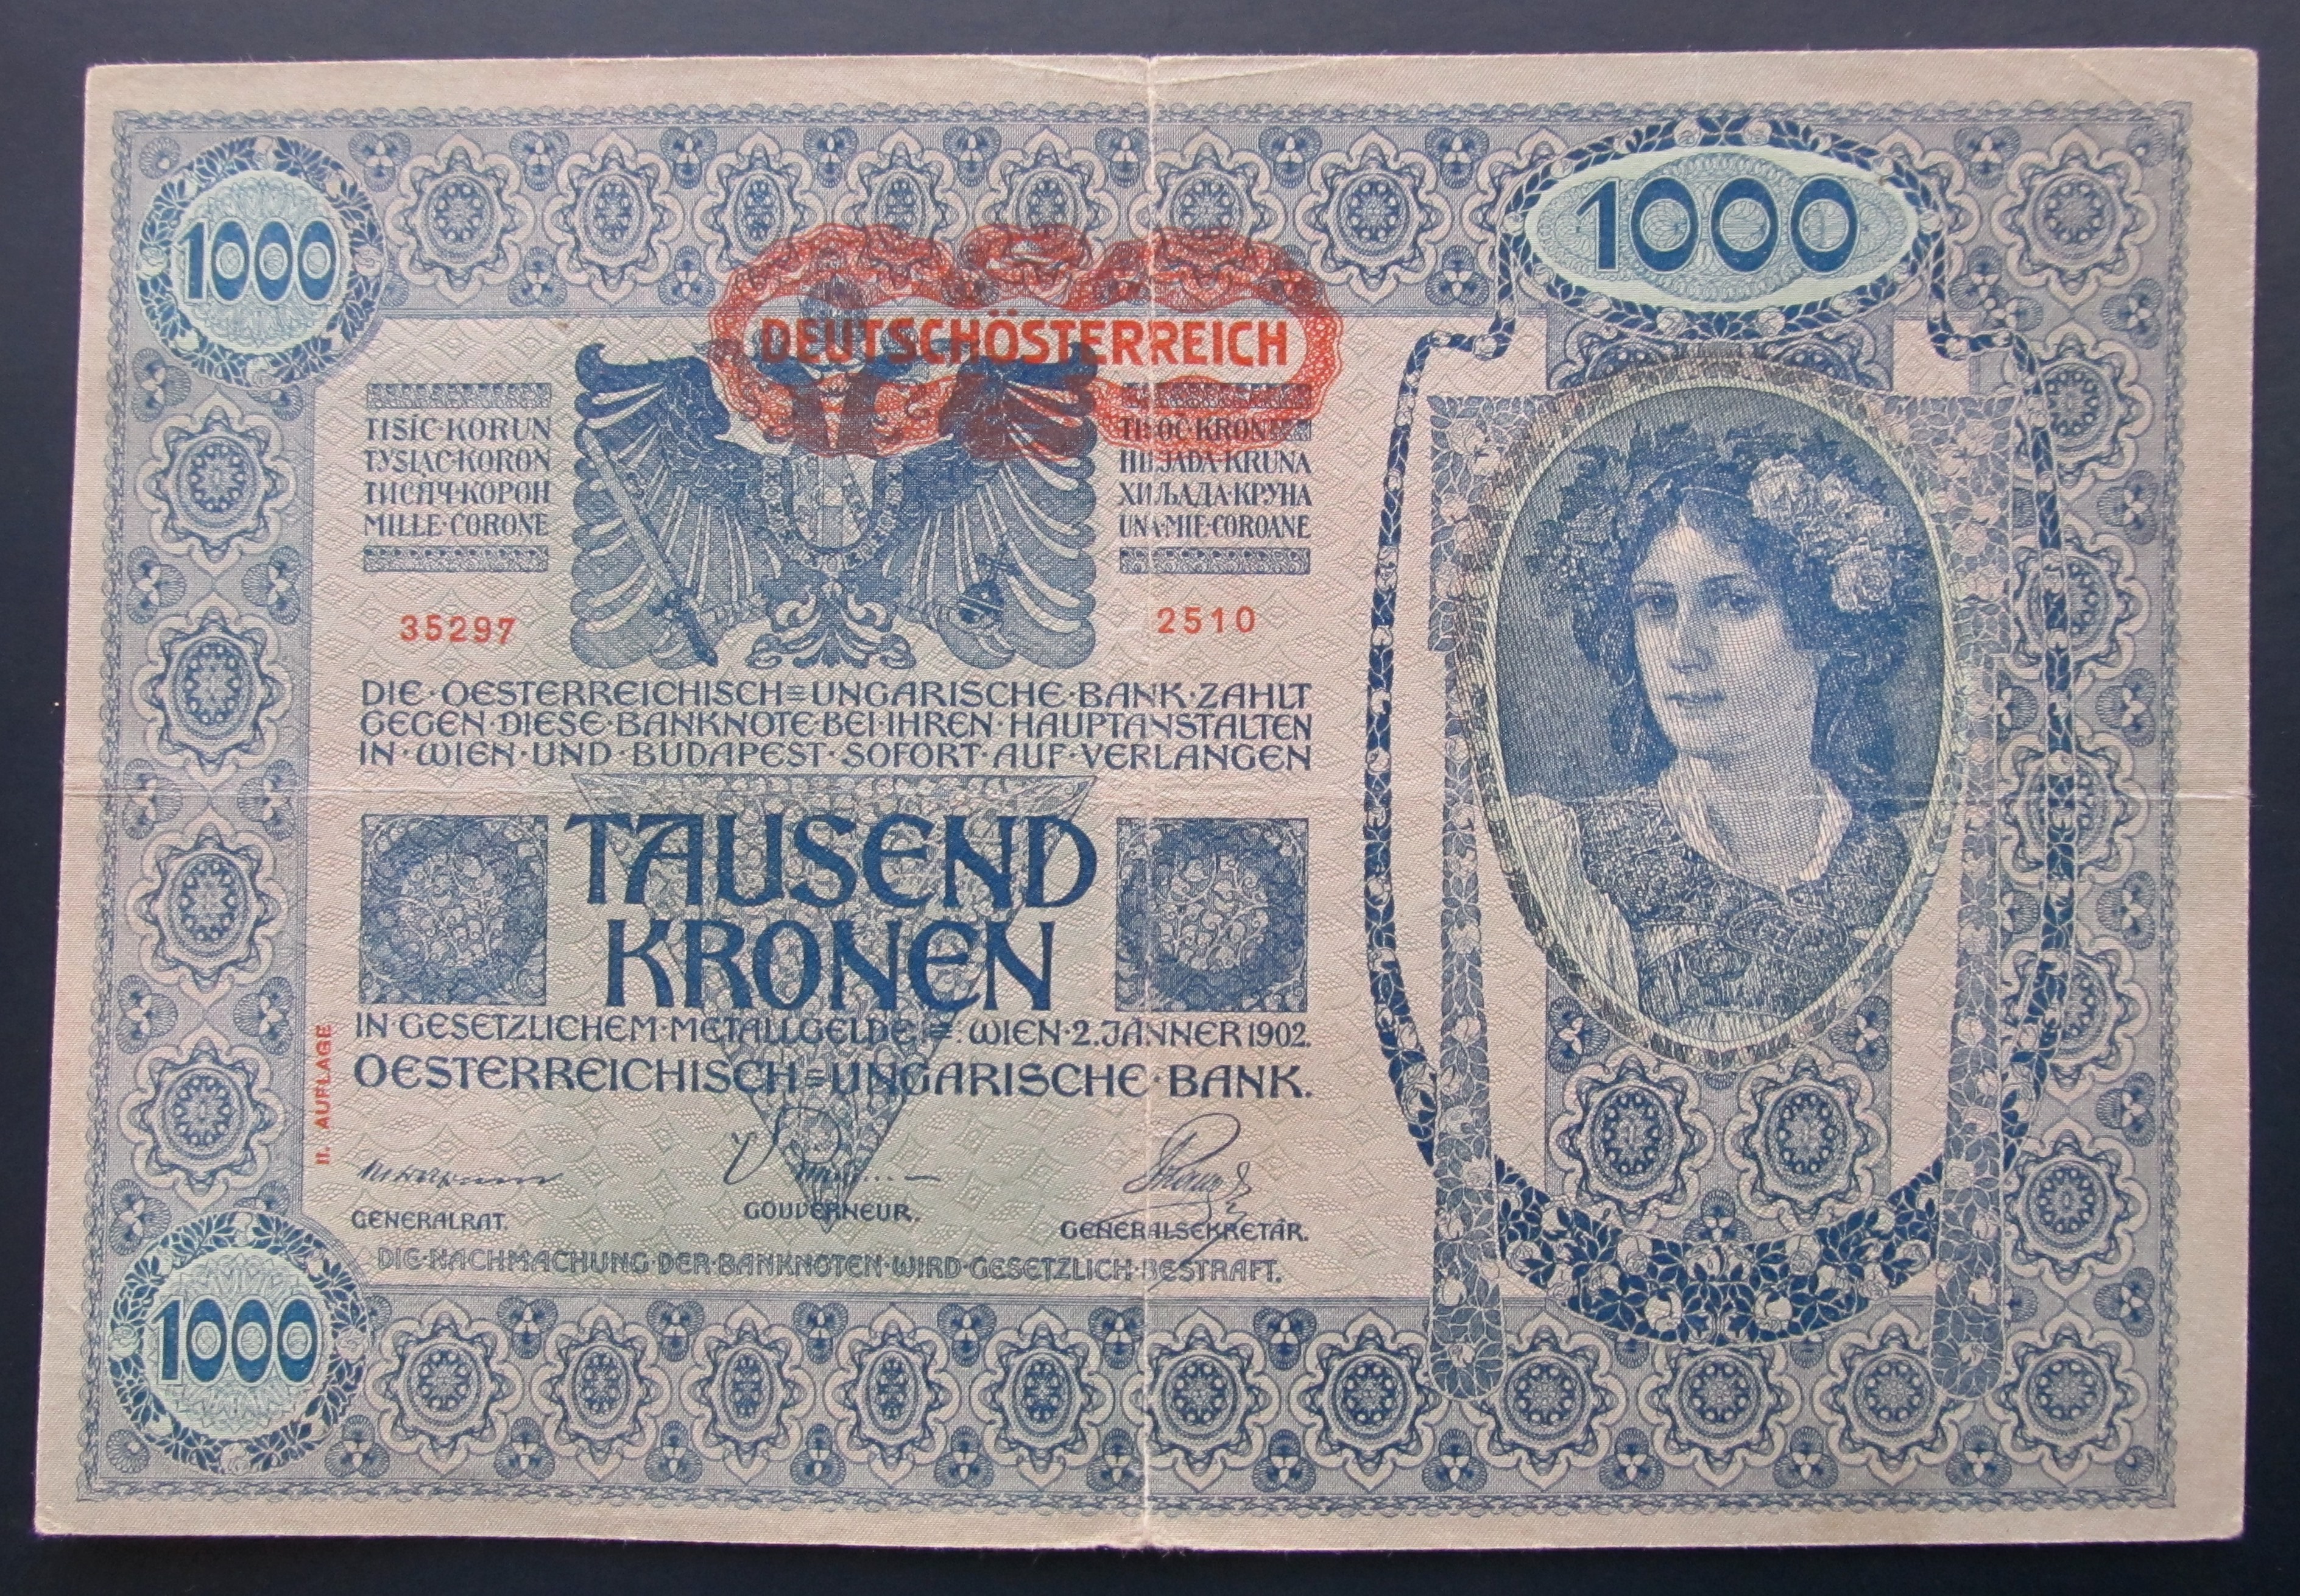 1000
1000
DEUTSCHÖSTERREICH
TISÍC·KORUN
TYSIĄC·KORON
ТИСЯЧ·КОРОН
MILLE·CORONE
TISOČ·KRON
HILJADA·KRUNA
ХИЉАДА·КРУНА
UNA·MIE·COROANE
35297
2510
DIE·OESTERREICHISCH=UNGARISCHE·BANK·ZAHLT
GEGEN·DIESE·BANKNOTE·BEI·IHREN·HAUPTANSTALTEN
IN·WIEN·UND·BUDAPEST·SOFORT·AUF·VERLANGEN
TAUSEND
KRONEN
IN·GESETZLICHEM·METALLGELDE·=·WIEN·2.JÄNNER 1902.
OESTERREICHISCH=UNGARISCHE·BANK.
II. AUFLAGE
GENERALRAT.
GOUVERNEUR.
GENERALSEKRETÄR.
DIE·NACHMACHUNG·DER·BANKNOTEN·WIRD·GESETZLICH·BESTRAFT.
1000